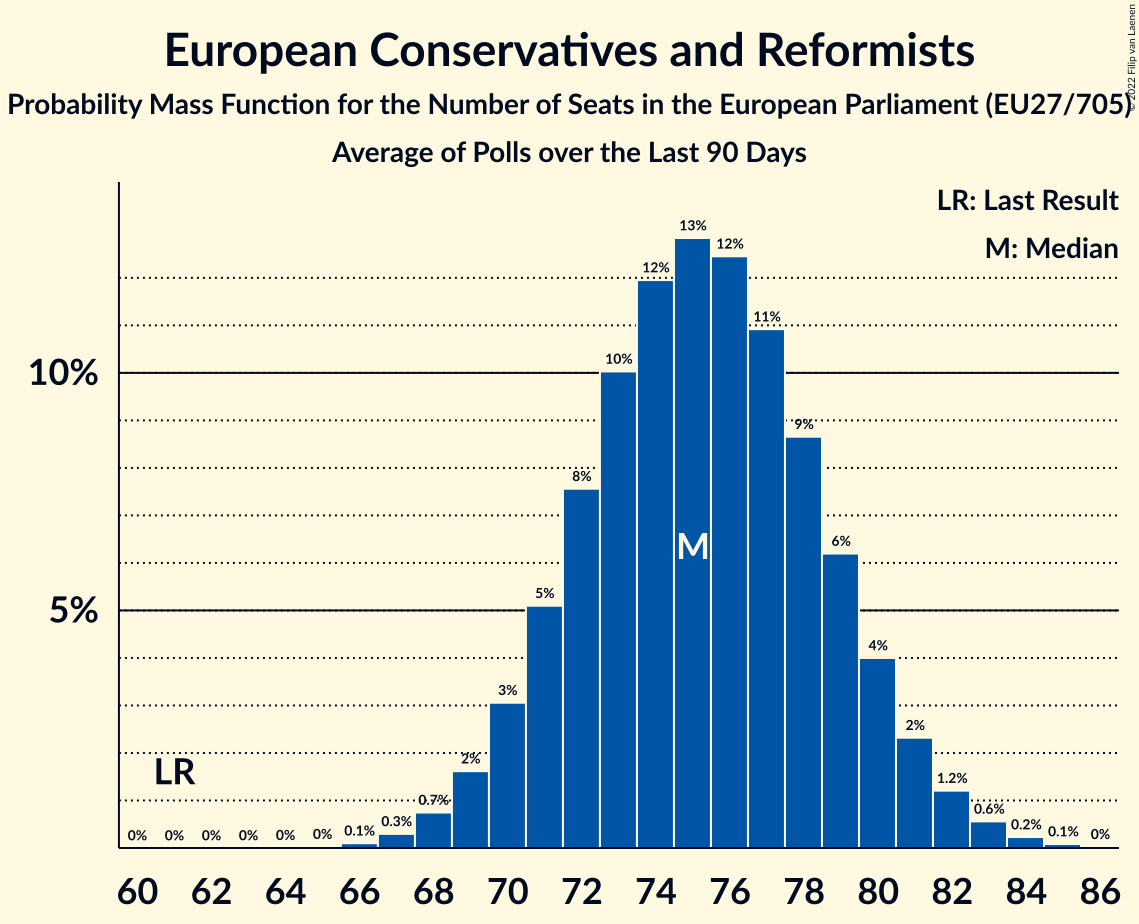 European Conservatives and Reformists
Probability Mass Function for the Number of Seats in the European Parliament (EU27/705)
Average of Polls over the Last 90 Days
© 2022 Filip van Laenen
LR: Last Result
M: Median
13%
12% 12%
11%
10%
10%
9%
8%
M
6%
5%
5%
4%
3%
2%
2%
LR
1.2%
0.7%
0.6%
0% 0% 0% 0% 0% 0% 0.1% 0.3% 0.2% 0.1% 0%
60 62 64 66 68 70 72 74 76 78 80 82 84 86